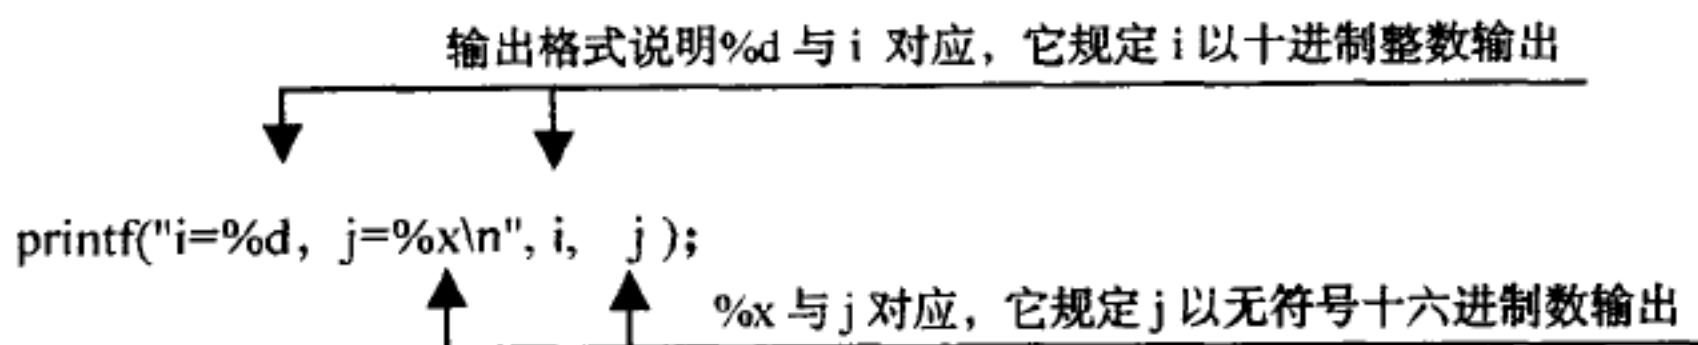 输出格式说明%d 与 i 对应，它规定 i 以十进制整数输出
printf("i=%d, j=%x\n", i, j );
%x 与 j 对应，它规定 j 以无符号十六进制数输出